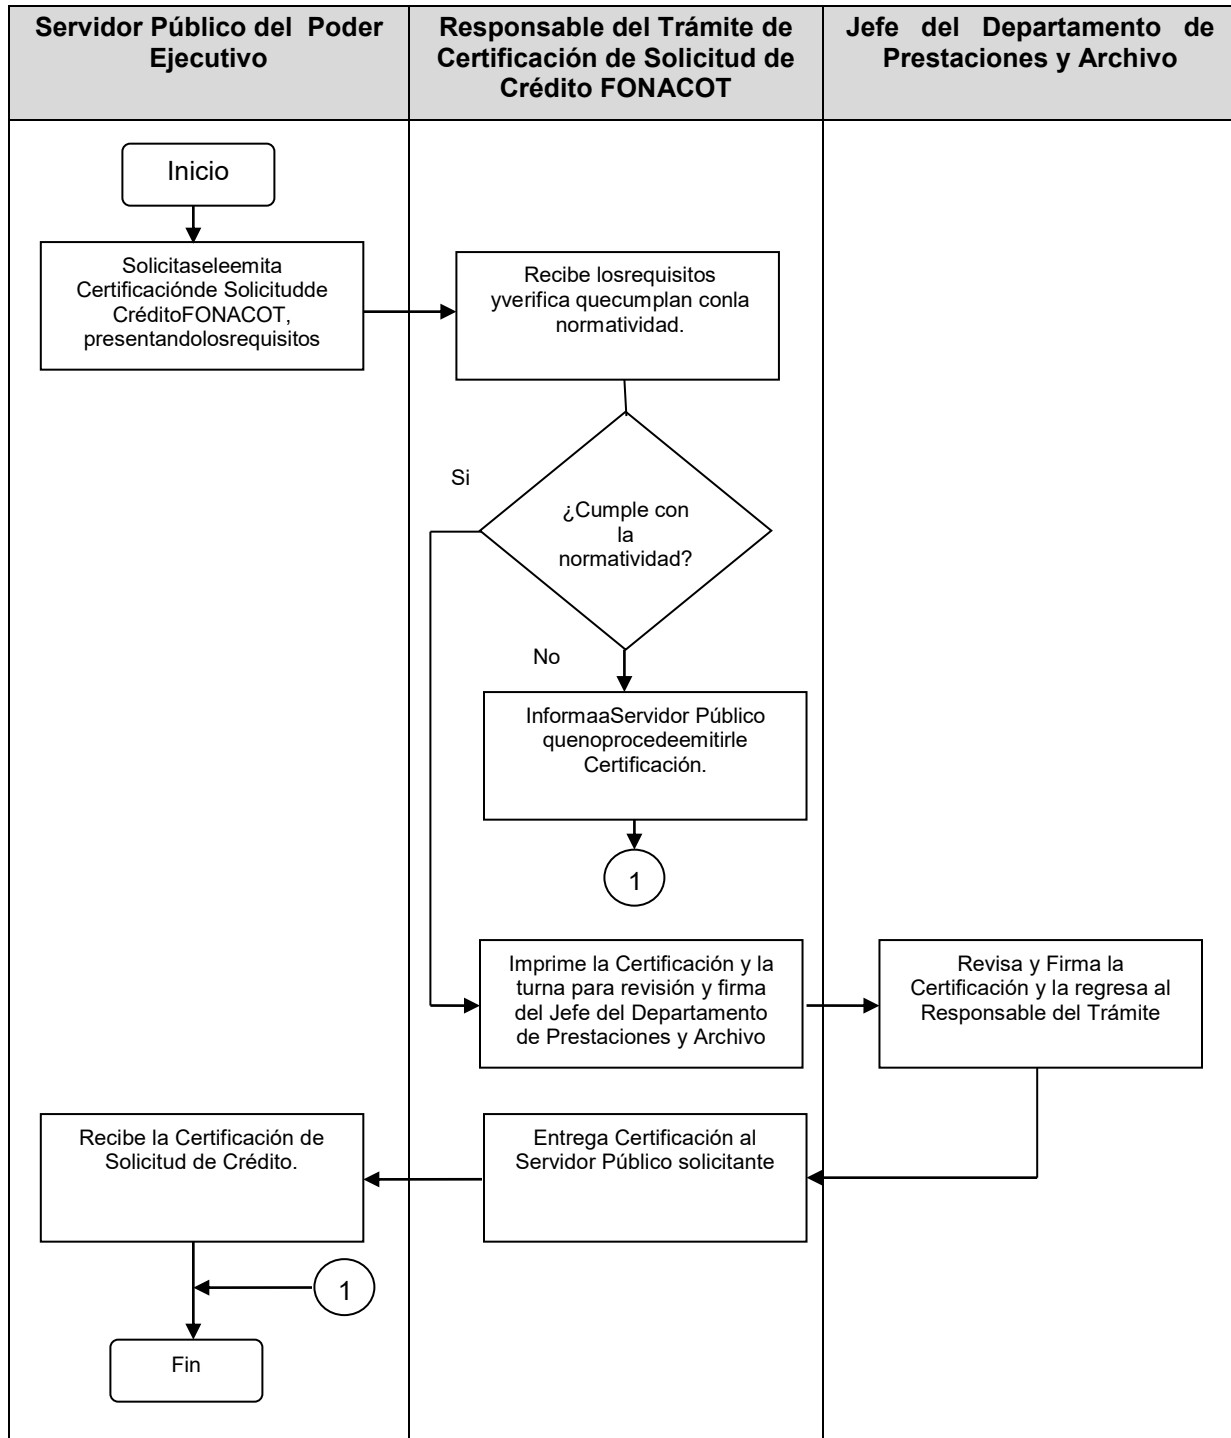 Servidor Público del Poder
Ejecutivo
Responsable del Trámite de
Certificación de Solicitud de
Crédito FONACOT
Jefe del Departamento de
Prestaciones y Archivo
Inicio
Solicitaseleemita
Certificaciónde Solicitudde
CréditoFONACOT,
presentandolosrequisitos
Recibe losrequisitos
yverifica quecumplan conla
normatividad.
Si
¿Cumple con
la
normatividad?
No
InformaaServidor Público
quenoprocedeemitirle
Certificación.
1
Imprime la Certificación y la
turna para revisión y firma
del Jefe del Departamento
de Prestaciones y Archivo
Revisa y Firma la
Certificación y la regresa al
Responsable del Trámite
Recibe la Certificación de
Solicitud de Crédito.
Entrega Certificación al
Servidor Público solicitante
1
Fin